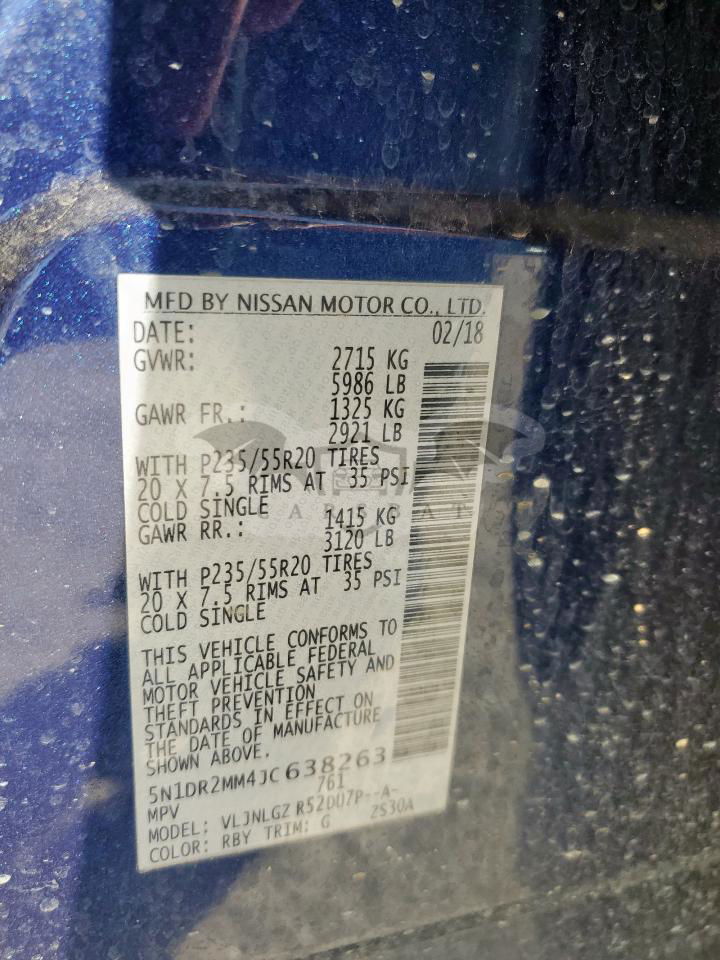 MFD BY NISSAN MOTOR CO., LTD.
DATE: 02/18
GVWR: 2715 KG
5986 LB
GAWR FR.: 1325 KG
2921 LB
WITH P235/55R20 TIRES
20 X 7.5 RIMS AT 35 PSI
COLD SINGLE
GAWR RR.: 1415 KG
3120 LB
WITH P235/55R20 TIRES
20 X 7.5 RIMS AT 35 PSI
COLD SINGLE
THIS VEHICLE CONFORMS TO
ALL APPLICABLE FEDERAL
MOTOR VEHICLE SAFETY AND
THEFT PREVENTION
STANDARDS IN EFFECT ON
THE DATE OF MANUFACTURE
SHOWN ABOVE.
5N1DR2MM4JC638263
MPV 761
MODEL: VLJNLGZ R52DU7P--A-
COLOR: RBY TRIM: G 2S30A